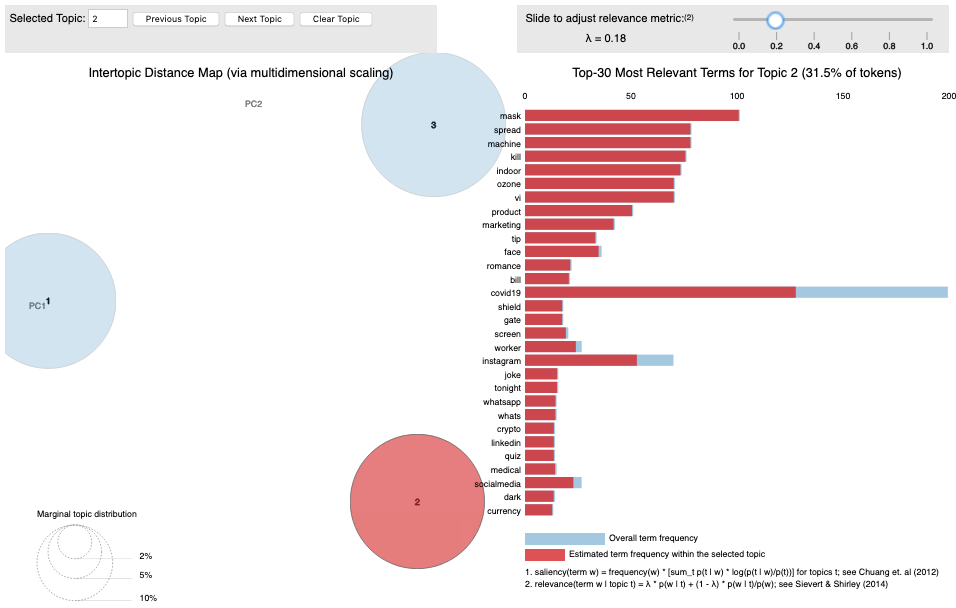 Selected Topic: 2 Previous Topic Next Topic Clear Topic
Slide to adjust relevance metric:(2)
λ = 0.18
0.0 0.2 0.4 0.6 0.8 1.0
Intertopic Distance Map (via multidimensional scaling)
PC2
3
PC1
1
2
Marginal topic distribution
2%
5%
10%
Top-30 Most Relevant Terms for Topic 2 (31.5% of tokens)
0 50 100 150 200
mask
spread
machine
kill
indoor
ozone
vi
product
marketing
tip
face
romance
bill
covid19
shield
gate
screen
worker
instagram
joke
tonight
whatsapp
whats
crypto
linkedin
quiz
medical
socialmedia
dark
currency
Overall term frequency
Estimated term frequency within the selected topic
1. saliency(term w) = frequency(w) * [sum_t p(t | w) * log(p(t | w)/p(t))] for topics t; see Chuang et. al (2012)
2. relevance(term w | topic t) = λ * p(w | t) + (1 - λ) * p(w | t)/p(w); see Sievert & Shirley (2014)